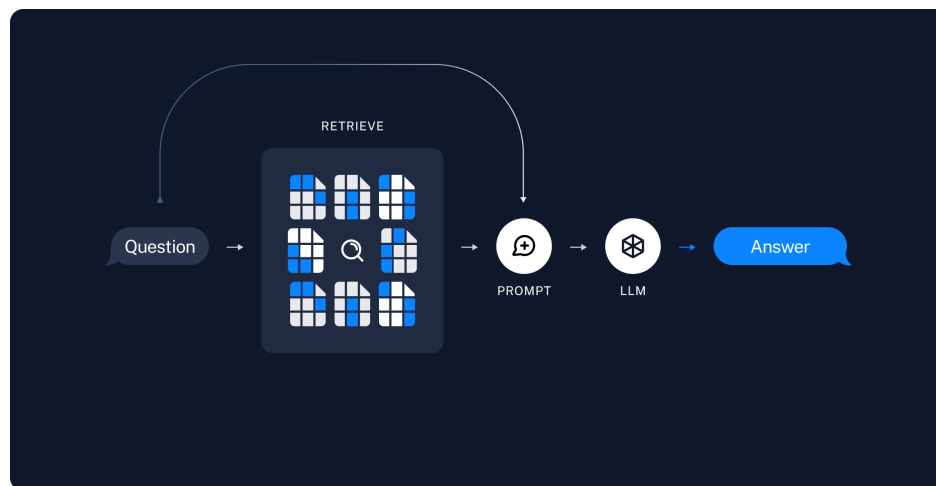 RETRIEVE
Question
Answer
PROMPT
LLM